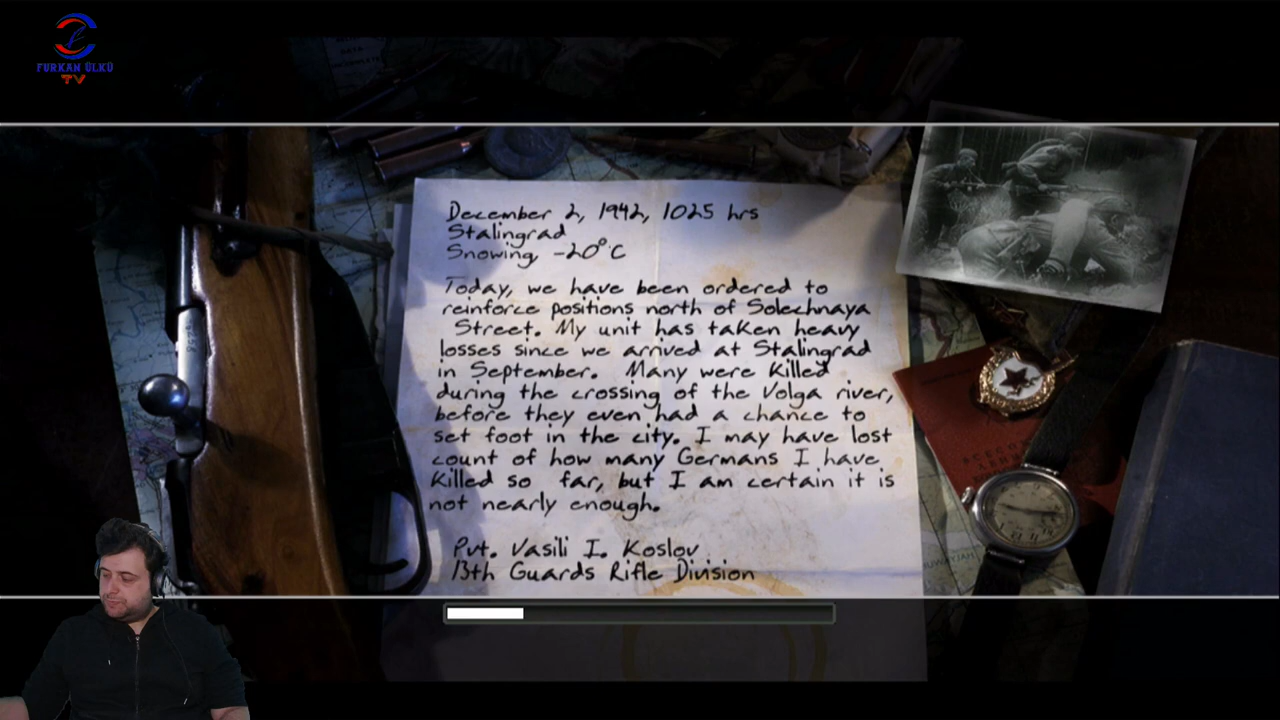 FURKAN ÜLKÜ
TV
December 2, 1942, 1025 hrs
Stalingrad
Snowing, -20°C
Today, we have been ordered to
reinforce positions north of Solechnaya
Street. My unit has taken heavy
losses since we arrived at Stalingrad
in September. Many were killed
during the crossing of the Volga river,
before they even had a chance to
set foot in the city. I may have lost
count of how many Germans I have
killed so far, but I am certain it is
not nearly enough.
Pvt. Vasili I. Koslov
13th Guards Rifle Division